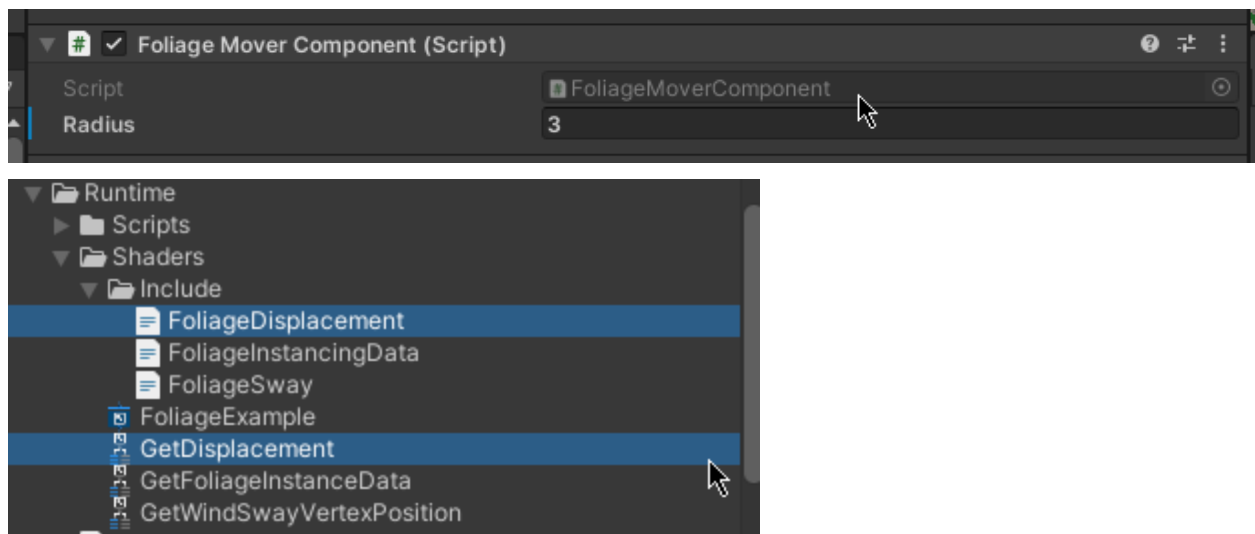 Foliage Mover Component (Script)
Script FoliageMoverComponent
Radius 3
Runtime
Scripts
Shaders
Include
FoliageDisplacement
FoliageInstancingData
FoliageSway
FoliageExample
GetDisplacement
GetFoliageInstanceData
GetWindSwayVertexPosition